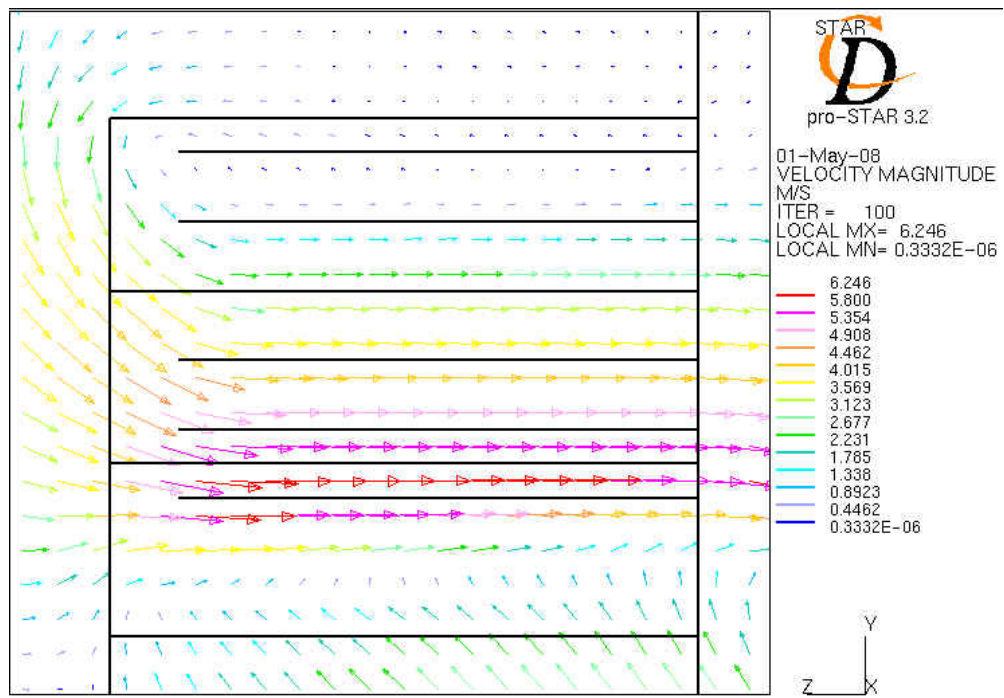 STAR
D
pro-STAR 3.2
01-May-08
VELOCITY MAGNITUDE
M/S
ITER = 100
LOCAL MX= 6.246
LOCAL MN= 0.3332E-06
6.246
5.800
5.354
4.908
4.462
4.015
3.569
3.123
2.677
2.231
1.785
1.338
0.8923
0.4462
0.3332E-06
Y
Z
X